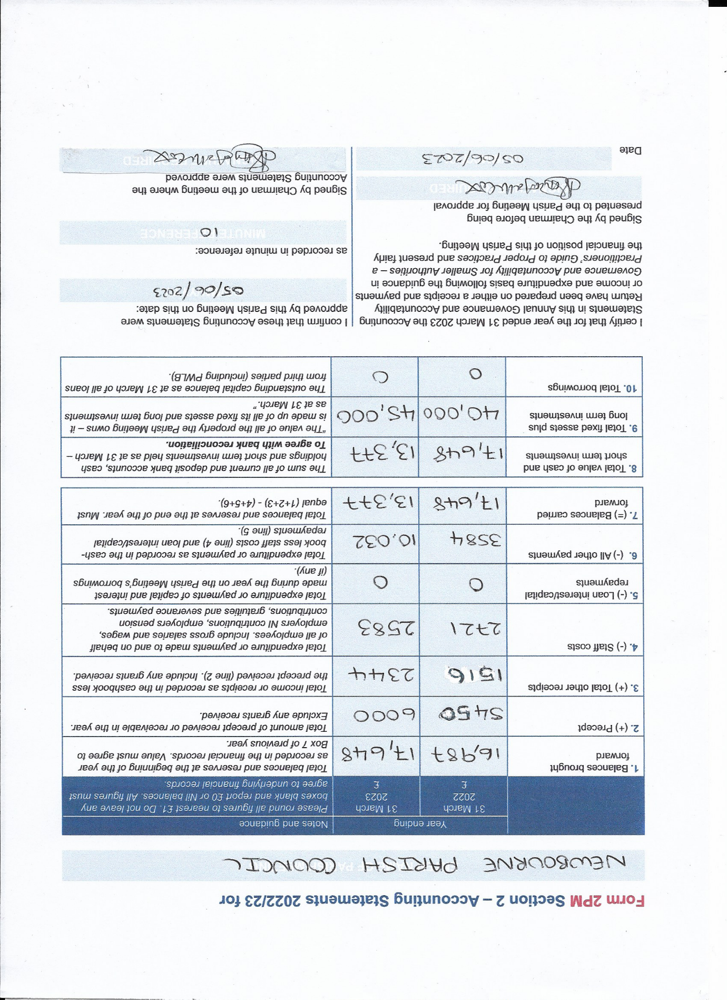 Form 2PM Section 2 – Accounting Statements 2022/23 for
NEWBOURNE PARISH COUNCIL
Year ending
Notes and guidance
31 March
2022
£
31 March
2023
£
Please round all figures to nearest £1. Do not leave any
boxes blank and report £0 or Nil balances. All figures must
agree to underlying financial records.
1. Balances brought
forward
16,987
17,648
Total balances and reserves at the beginning of the year
as recorded in the financial records. Value must agree to
Box 7 of previous year.
2. (+) Precept
5450
6000
Total amount of precept received or receivable in the year.
Exclude any grants received.
3. (+) Total other receipts
1516
2344
Total income or receipts as recorded in the cashbook less
the precept received (line 2). Include any grants received.
4. (-) Staff costs
2721
2583
Total expenditure or payments made to and on behalf
of all employees. Include gross salaries and wages,
employers NI contributions, employers pension
contributions, gratuities and severance payments.
5. (-) Loan interest/capital
repayments
0
0
Total expenditure or payments of capital and interest
made during the year on the Parish Meeting's borrowings
(if any).
6. (-) All other payments
3584
10.032
Total expenditure or payments as recorded in the cash-
book less staff costs (line 4) and loan interest/capital
repayments (line 5).
7. (=) Balances carried
forward
17,648
13,377
Total balances and reserves at the end of the year. Must
equal (1+2+3) - (4+5+6).
8. Total value of cash and
short term investments
17,648
13,377
The sum of all current and deposit bank accounts, cash
holdings and short term investments held as at 31 March –
To agree with bank reconciliation.
9. Total fixed assets plus
long term investments
40,000
45,000
"The value of all the property the Parish Meeting owns – it
is made up of all its fixed assets and long term investments
as at 31 March."
10. Total borrowings
0
0
The outstanding capital balance as at 31 March of all loans
from third parties (including PWLB).
I certify that for the year ended 31 March 2023 the Accounting
Statements in this Annual Governance and Accountability
Return have been prepared on either a receipts and payments
or income and expenditure basis following the guidance in
Governance and Accountability for Smaller Authorities – a
Practitioners' Guide to Proper Practices and present fairly
the financial position of this Parish Meeting.
Signed by the Chairman before being
presented to the Parish Meeting for approval
Date
05/06/2023
I confirm that these Accounting Statements were
approved by this Parish Meeting on this date:
05/06/2023
as recorded in minute reference:
MINUTE REFERENCE
10
Signed by Chairman of the meeting where the
Accounting Statements were approved